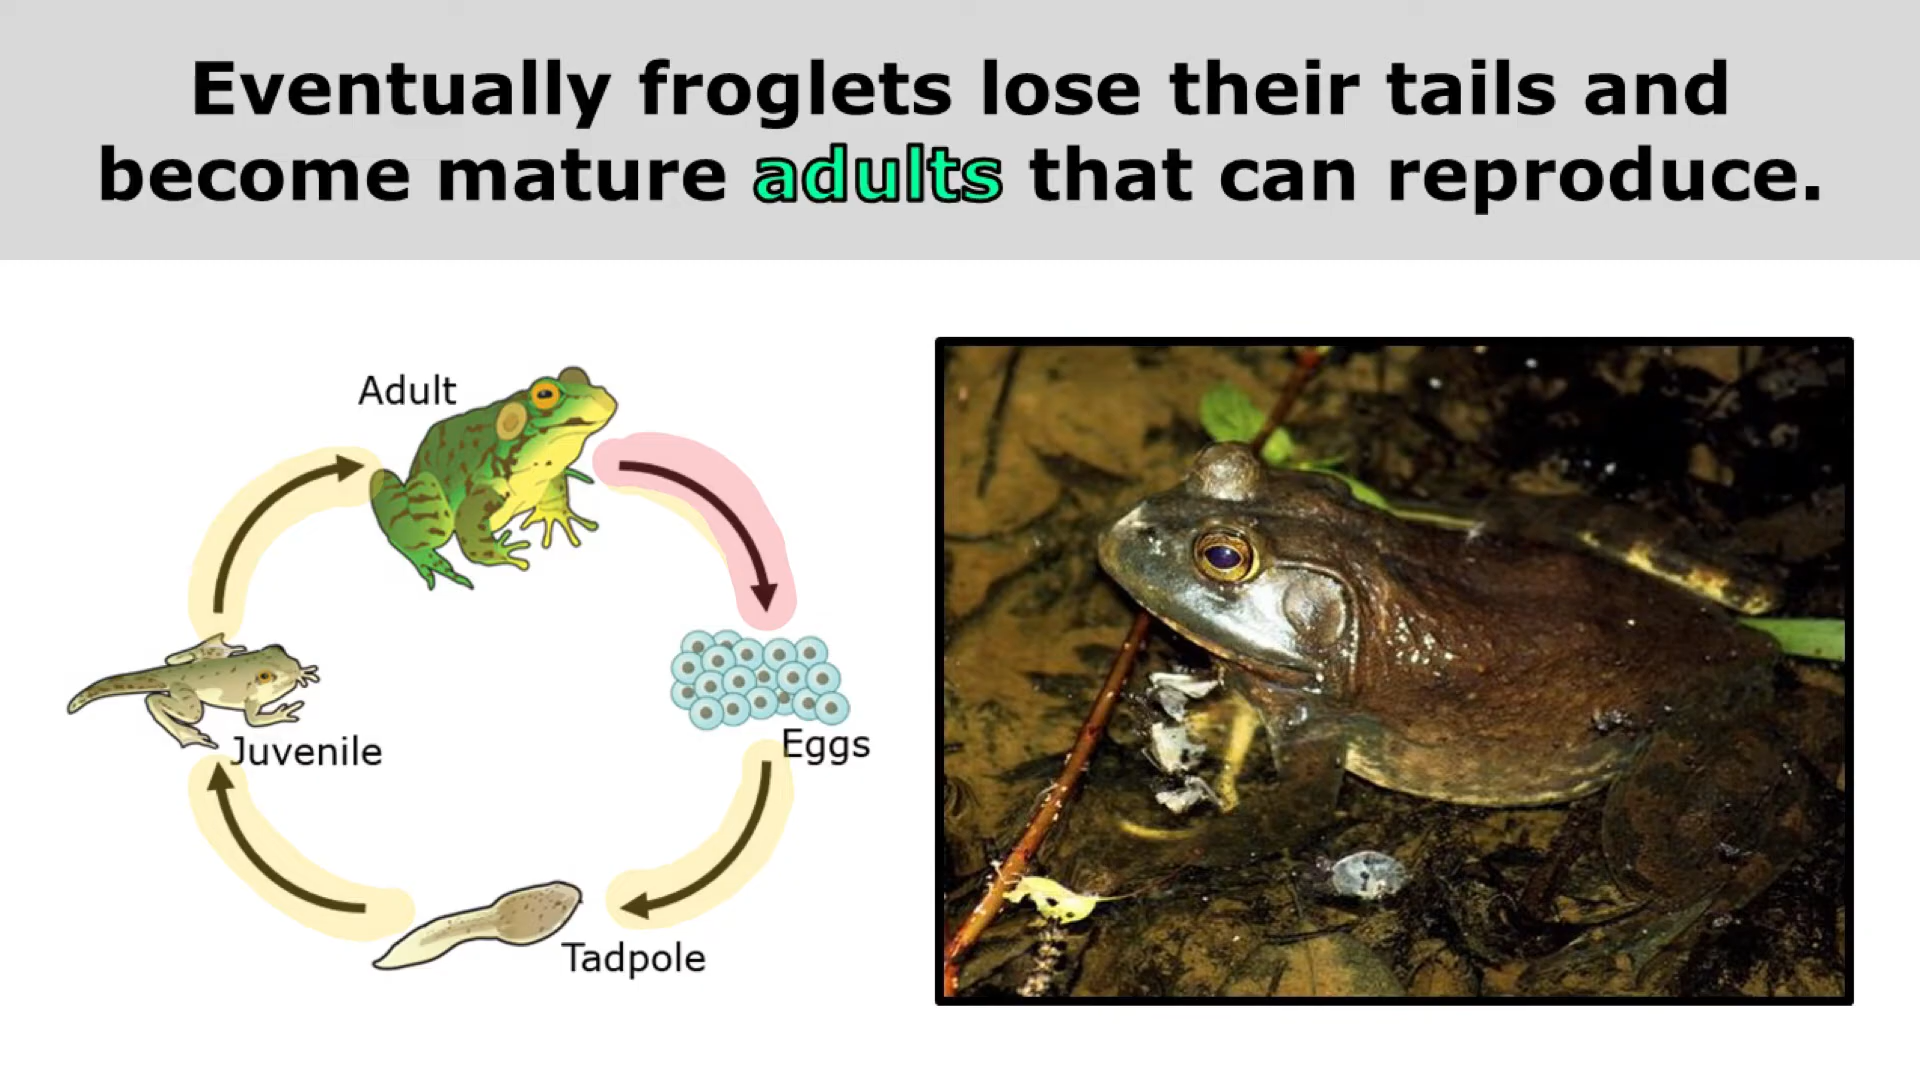 Eventually froglets lose their tails and
become mature adults that can reproduce.
Adult
Juvenile
Eggs
Tadpole